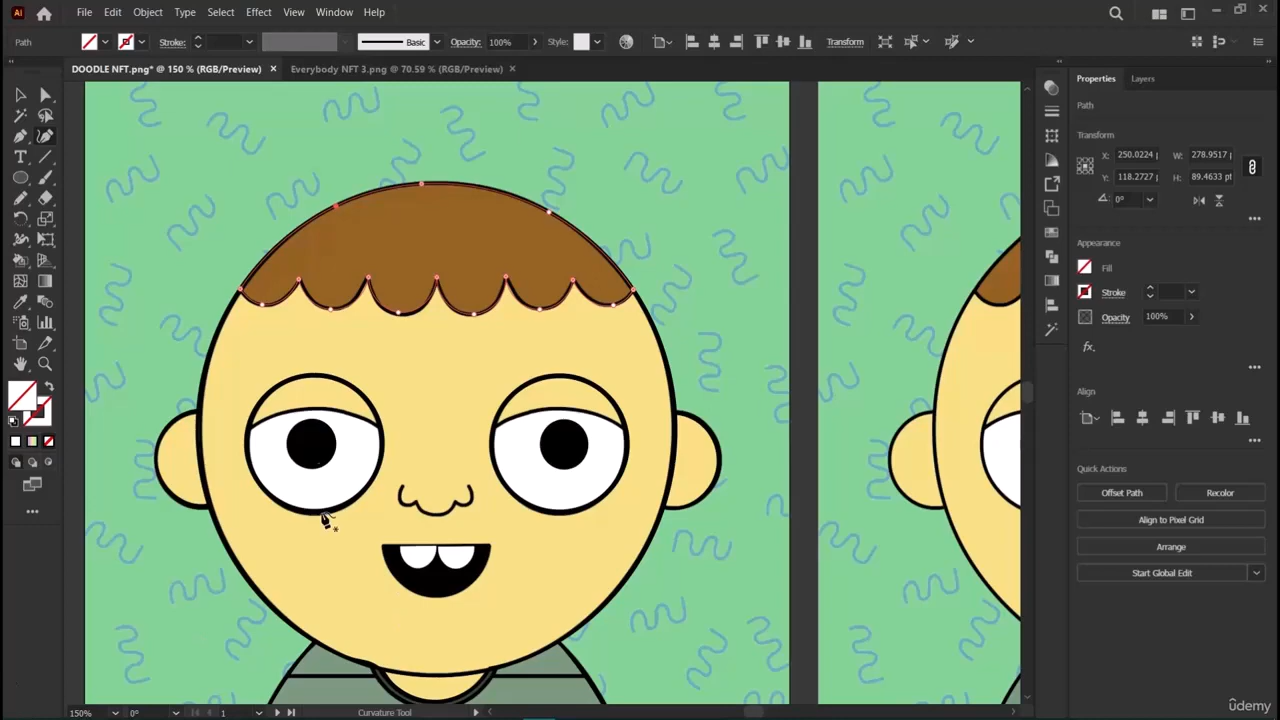 Ai File Edit Object Type Select Effect View Window Help
Path Stroke: Basic Opacity: 100% Style: Transform
DOODLE NFT.png* @ 150 % (RGB/Preview) × Everybody NFT 3.png @ 70.59 % (RGB/Preview) ×
Properties Layers
Path
Transform
X: 250.0224 p W: 278.9517 p
Y: 118.2727 p H: 89.4633 pt
0°
Appearance
Fill
Stroke
Opacity 100%
fx.
Align
Quick Actions
Offset Path Recolor
Align to Pixel Grid
Arrange
Start Global Edit
150% 0° 1 Curvature Tool
ûdemy